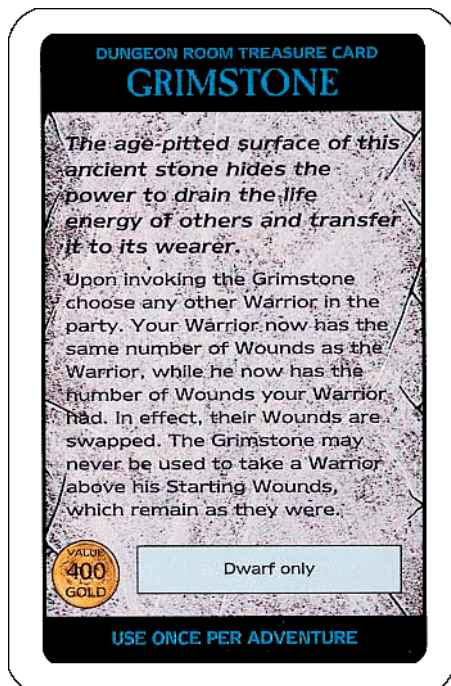 DUNGEON ROOM TREASURE CARD
GRIMSTONE
The age-pitted surface of this
ancient stone hides the
power to drain the life
energy of others and transfer
it to its wearer.
Upon invoking the Grimstone
choose any other Warrior in the
party. Your Warrior now has the
same number of Wounds as the
Warrior, while he now has the
number of Wounds your Warrior
had. In effect, their Wounds are
swapped. The Grimstone may
never be used to take a Warrior
above his Starting Wounds,
which remain as they were.
VALUE
400
GOLD
Dwarf only
USE ONCE PER ADVENTURE